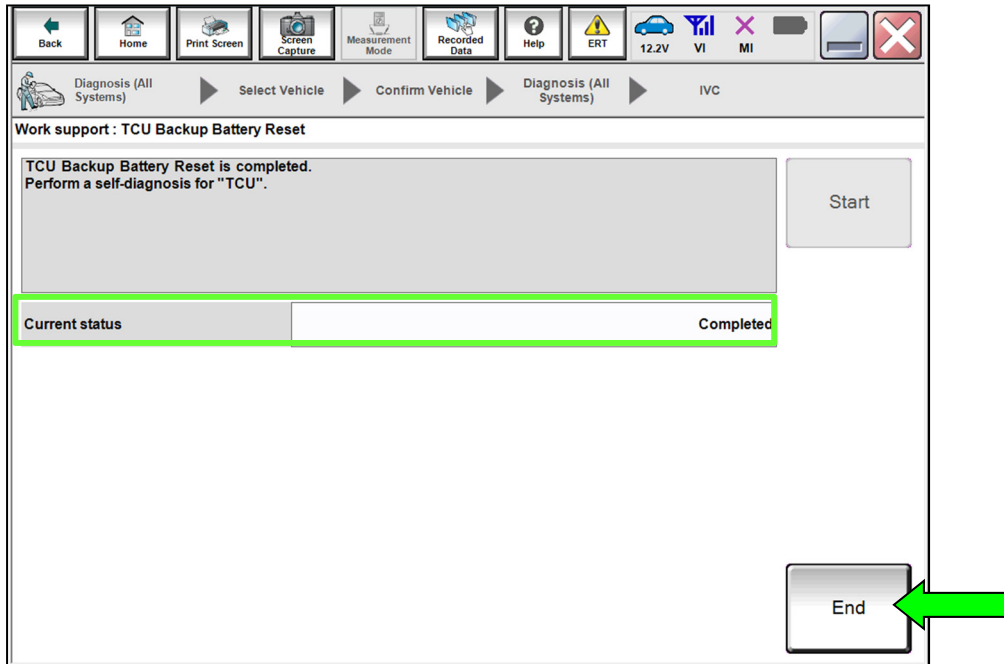 Back
Home
Print Screen
Screen
Capture
Measurement
Mode
Recorded
Data
Help
ERT
12.2V
VI
MI
Diagnosis (All
Systems)
Select Vehicle
Confirm Vehicle
Diagnosis (All
Systems)
IVC
Work support : TCU Backup Battery Reset
TCU Backup Battery Reset is completed.
Perform a self-diagnosis for "TCU".
Start
Current status
Completed
End